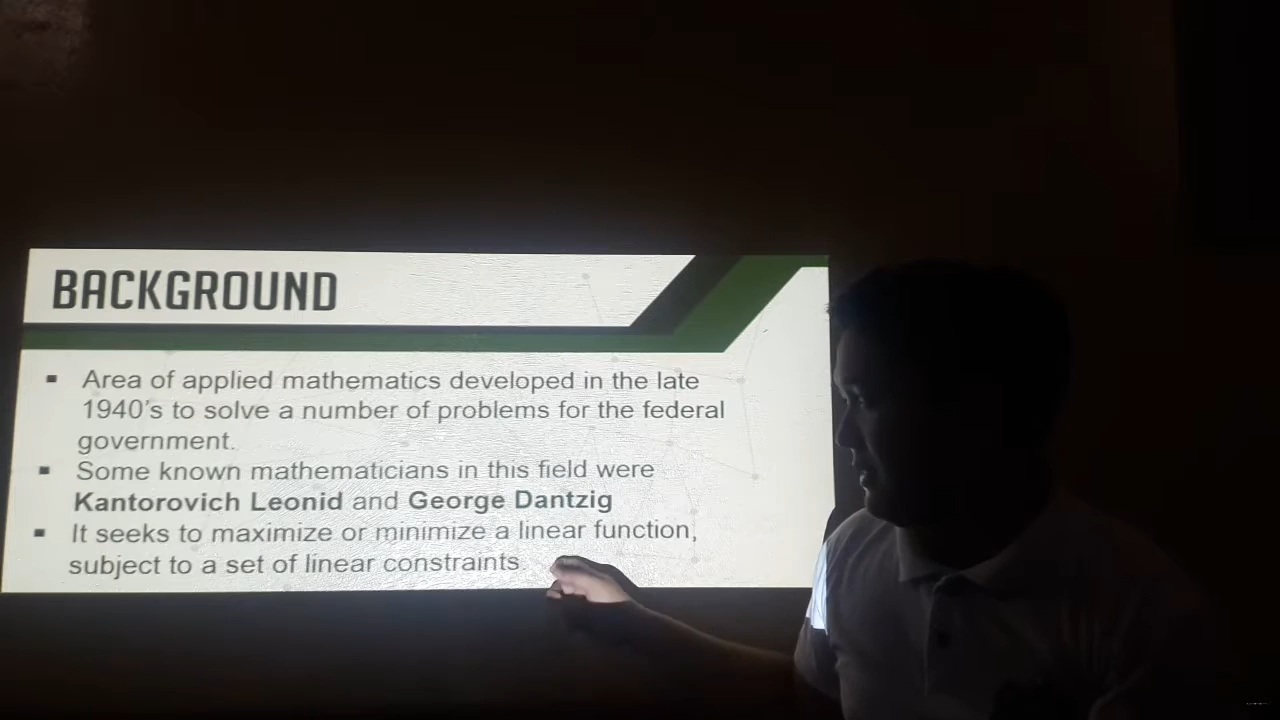 BACKGROUND
▪ Area of applied mathematics developed in the late
1940's to solve a number of problems for the federal
government.
▪ Some known mathematicians in this field were
Kantorovich Leonid and George Dantzig
▪ It seeks to maximize or minimize a linear function,
subject to a set of linear constraints.